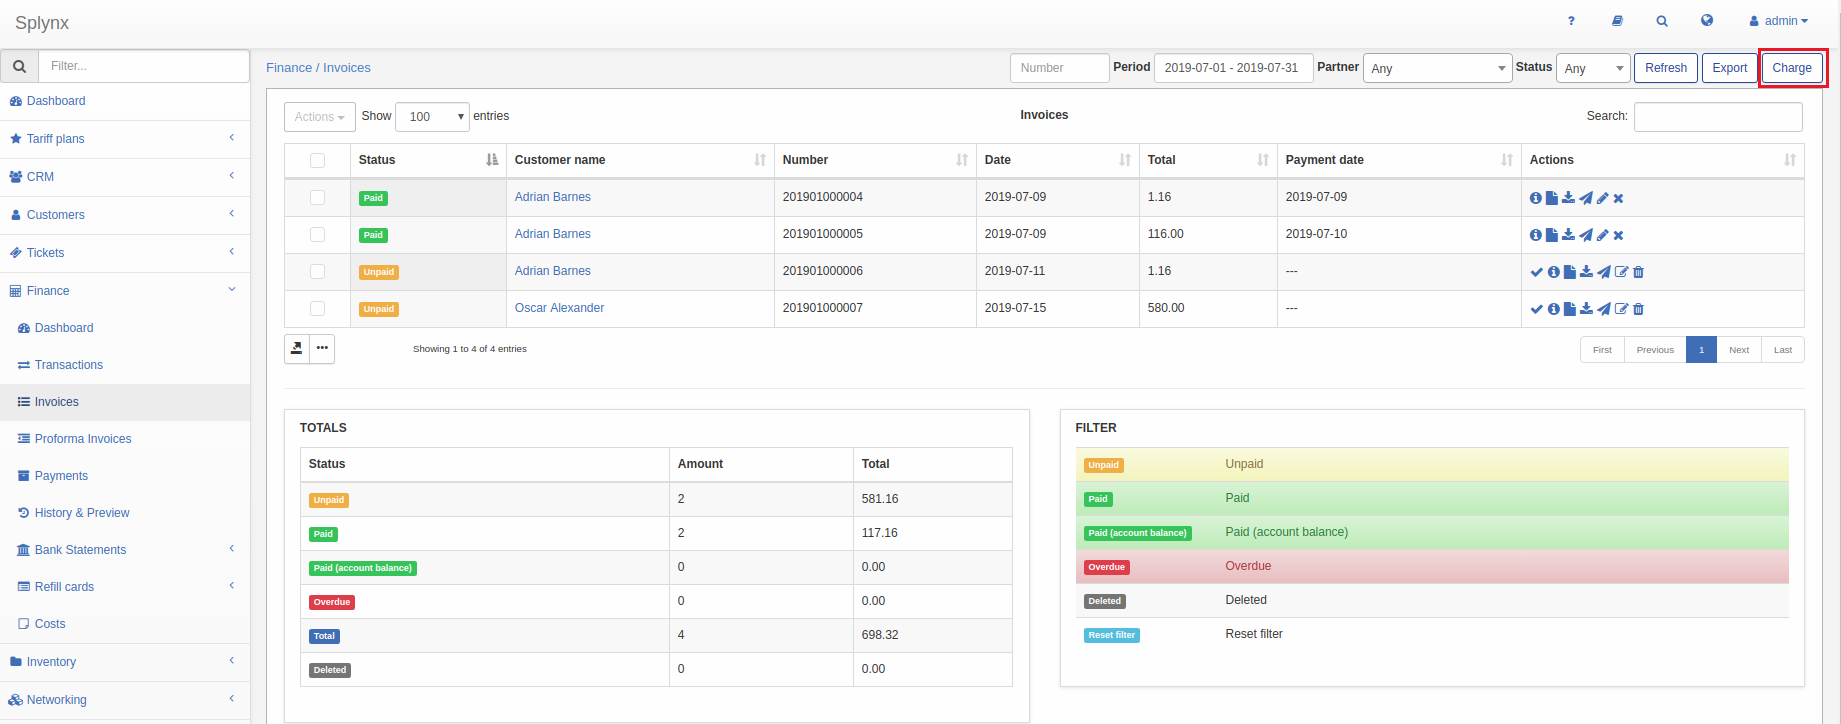 Splynx
? admin
Filter...
Finance / Invoices
Number Period 2019-07-01 - 2019-07-31 Partner Any Status Any Refresh Export Charge
Dashboard
Tariff plans
CRM
Customers
Tickets
Finance
Dashboard
Transactions
Invoices
Proforma Invoices
Payments
History & Preview
Bank Statements
Refill cards
Costs
Inventory
Networking
Actions Show 100 entries
Invoices
Search:
Status Customer name Number Date Total Payment date Actions
Paid Adrian Barnes 201901000004 2019-07-09 1.16 2019-07-09
Paid Adrian Barnes 201901000005 2019-07-09 116.00 2019-07-10
Unpaid Adrian Barnes 201901000006 2019-07-11 1.16 ---
Unpaid Oscar Alexander 201901000007 2019-07-15 580.00 ---
Showing 1 to 4 of 4 entries
First Previous 1 Next Last
TOTALS
Status Amount Total
Unpaid 2 581.16
Paid 2 117.16
Paid (account balance) 0 0.00
Overdue 0 0.00
Total 4 698.32
Deleted 0 0.00
FILTER
Unpaid Unpaid
Paid Paid
Paid (account balance) Paid (account balance)
Overdue Overdue
Deleted Deleted
Reset filter Reset filter